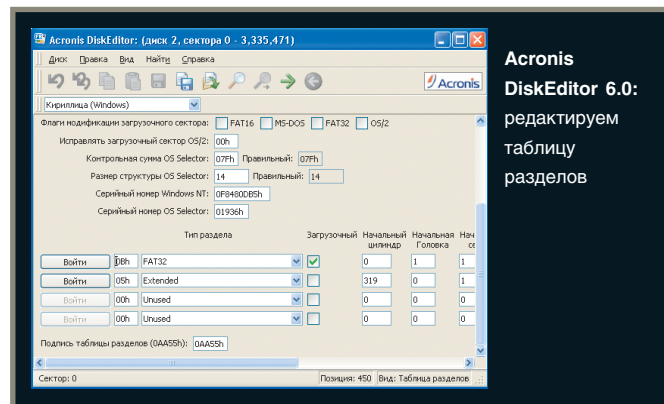 Acronis DiskEditor: (диск 2, сектора 0 - 3,335,471)
Диск Правка Вид Найти Справка
Acronis
Кириллица (Windows)
Флаги модификации загрузочного сектора: FAT16 MS-DOS FAT32 OS/2
Исправлять загрузочный сектор OS/2: 00h
Контрольная сумма OS Selector: 07Fh Правильный: 07Fh
Размер структуры OS Selector: 14 Правильный: 14
Серийный номер Windows NT: 0F8480DB5h
Серийный номер OS Selector: 01936h
Тип раздела Загрузочный Начальный Начальная Нач
цилиндр Головка се
Войти 0Bh FAT32 0 1 1
Войти 05h Extended 319 0 1
Войти 00h Unused 0 0 0
Войти 00h Unused 0 0 0
Подпись таблицы разделов (0AA55h): 0AA55h
Сектор: 0 Позиция: 450 Вид: Таблица разделов
Acronis
DiskEditor 6.0:
редактируем
таблицу
разделов